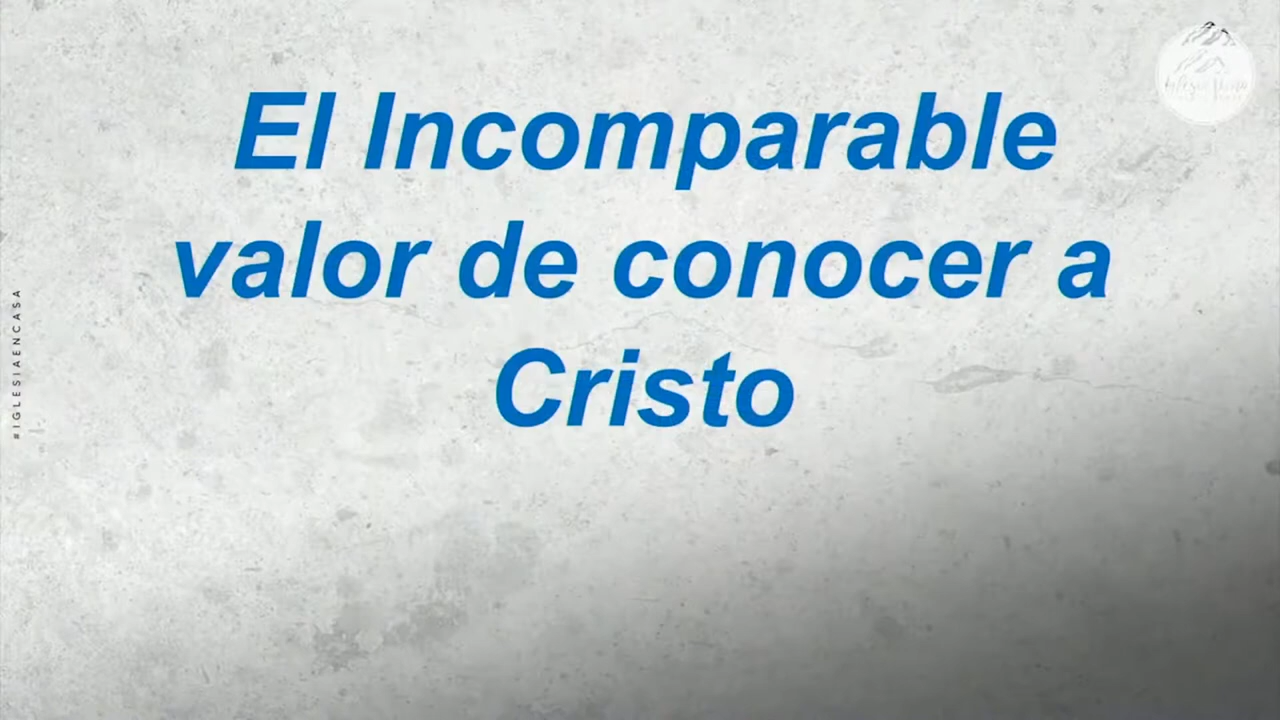 El Incomparable
valor de conocer a
Cristo
#IGLESIAENCASA